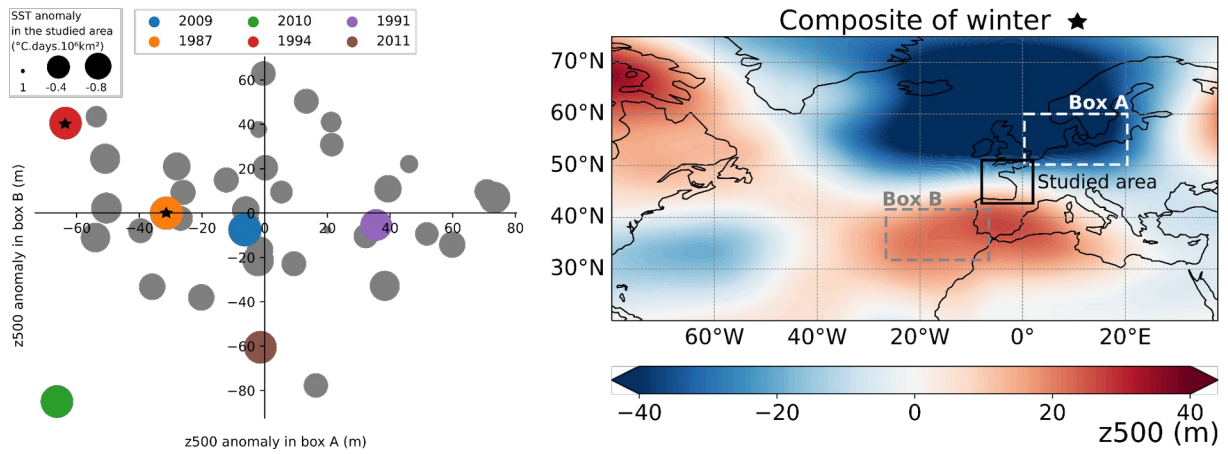 SST anomaly
in the studied area
(°C.days.10⁶km²)
1
-0.4
-0.8
2009
2010
1991
1987
1994
2011
60
40
20
0
−20
−40
−60
−80
−60
−40
−20
0
20
40
60
80
z500 anomaly in box B (m)
z500 anomaly in box A (m)
Composite of winter ★
70°N
60°N
50°N
40°N
30°N
Box A
Studied area
Box B
60°W
40°W
20°W
0°
20°E
−40
−20
0
20
40
z500 (m)